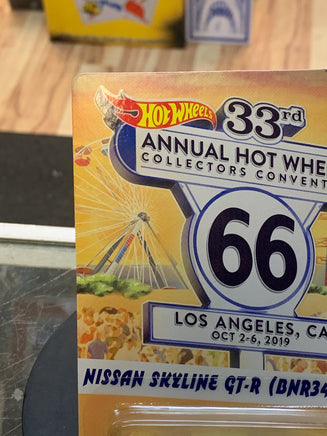 HOT WHEELS
33rd
ANNUAL HOT WHE
COLLECTORS CONVENT
66
LOS ANGELES, CA
OCT 2-6, 2019
NISSAN SKYLINE GT-R (BNR34